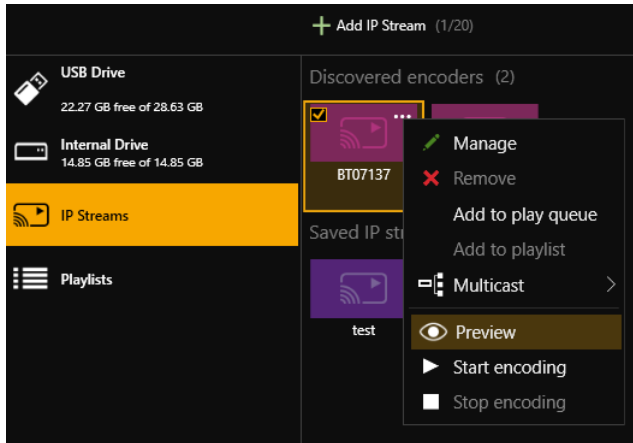 Add IP Stream (1/20)
USB Drive
22.27 GB free of 28.63 GB
Internal Drive
14.85 GB free of 14.85 GB
IP Streams
Playlists
Discovered encoders (2)
BT07137
Saved IP str
test
Manage
Remove
Add to play queue
Add to playlist
Multicast
Preview
Start encoding
Stop encoding